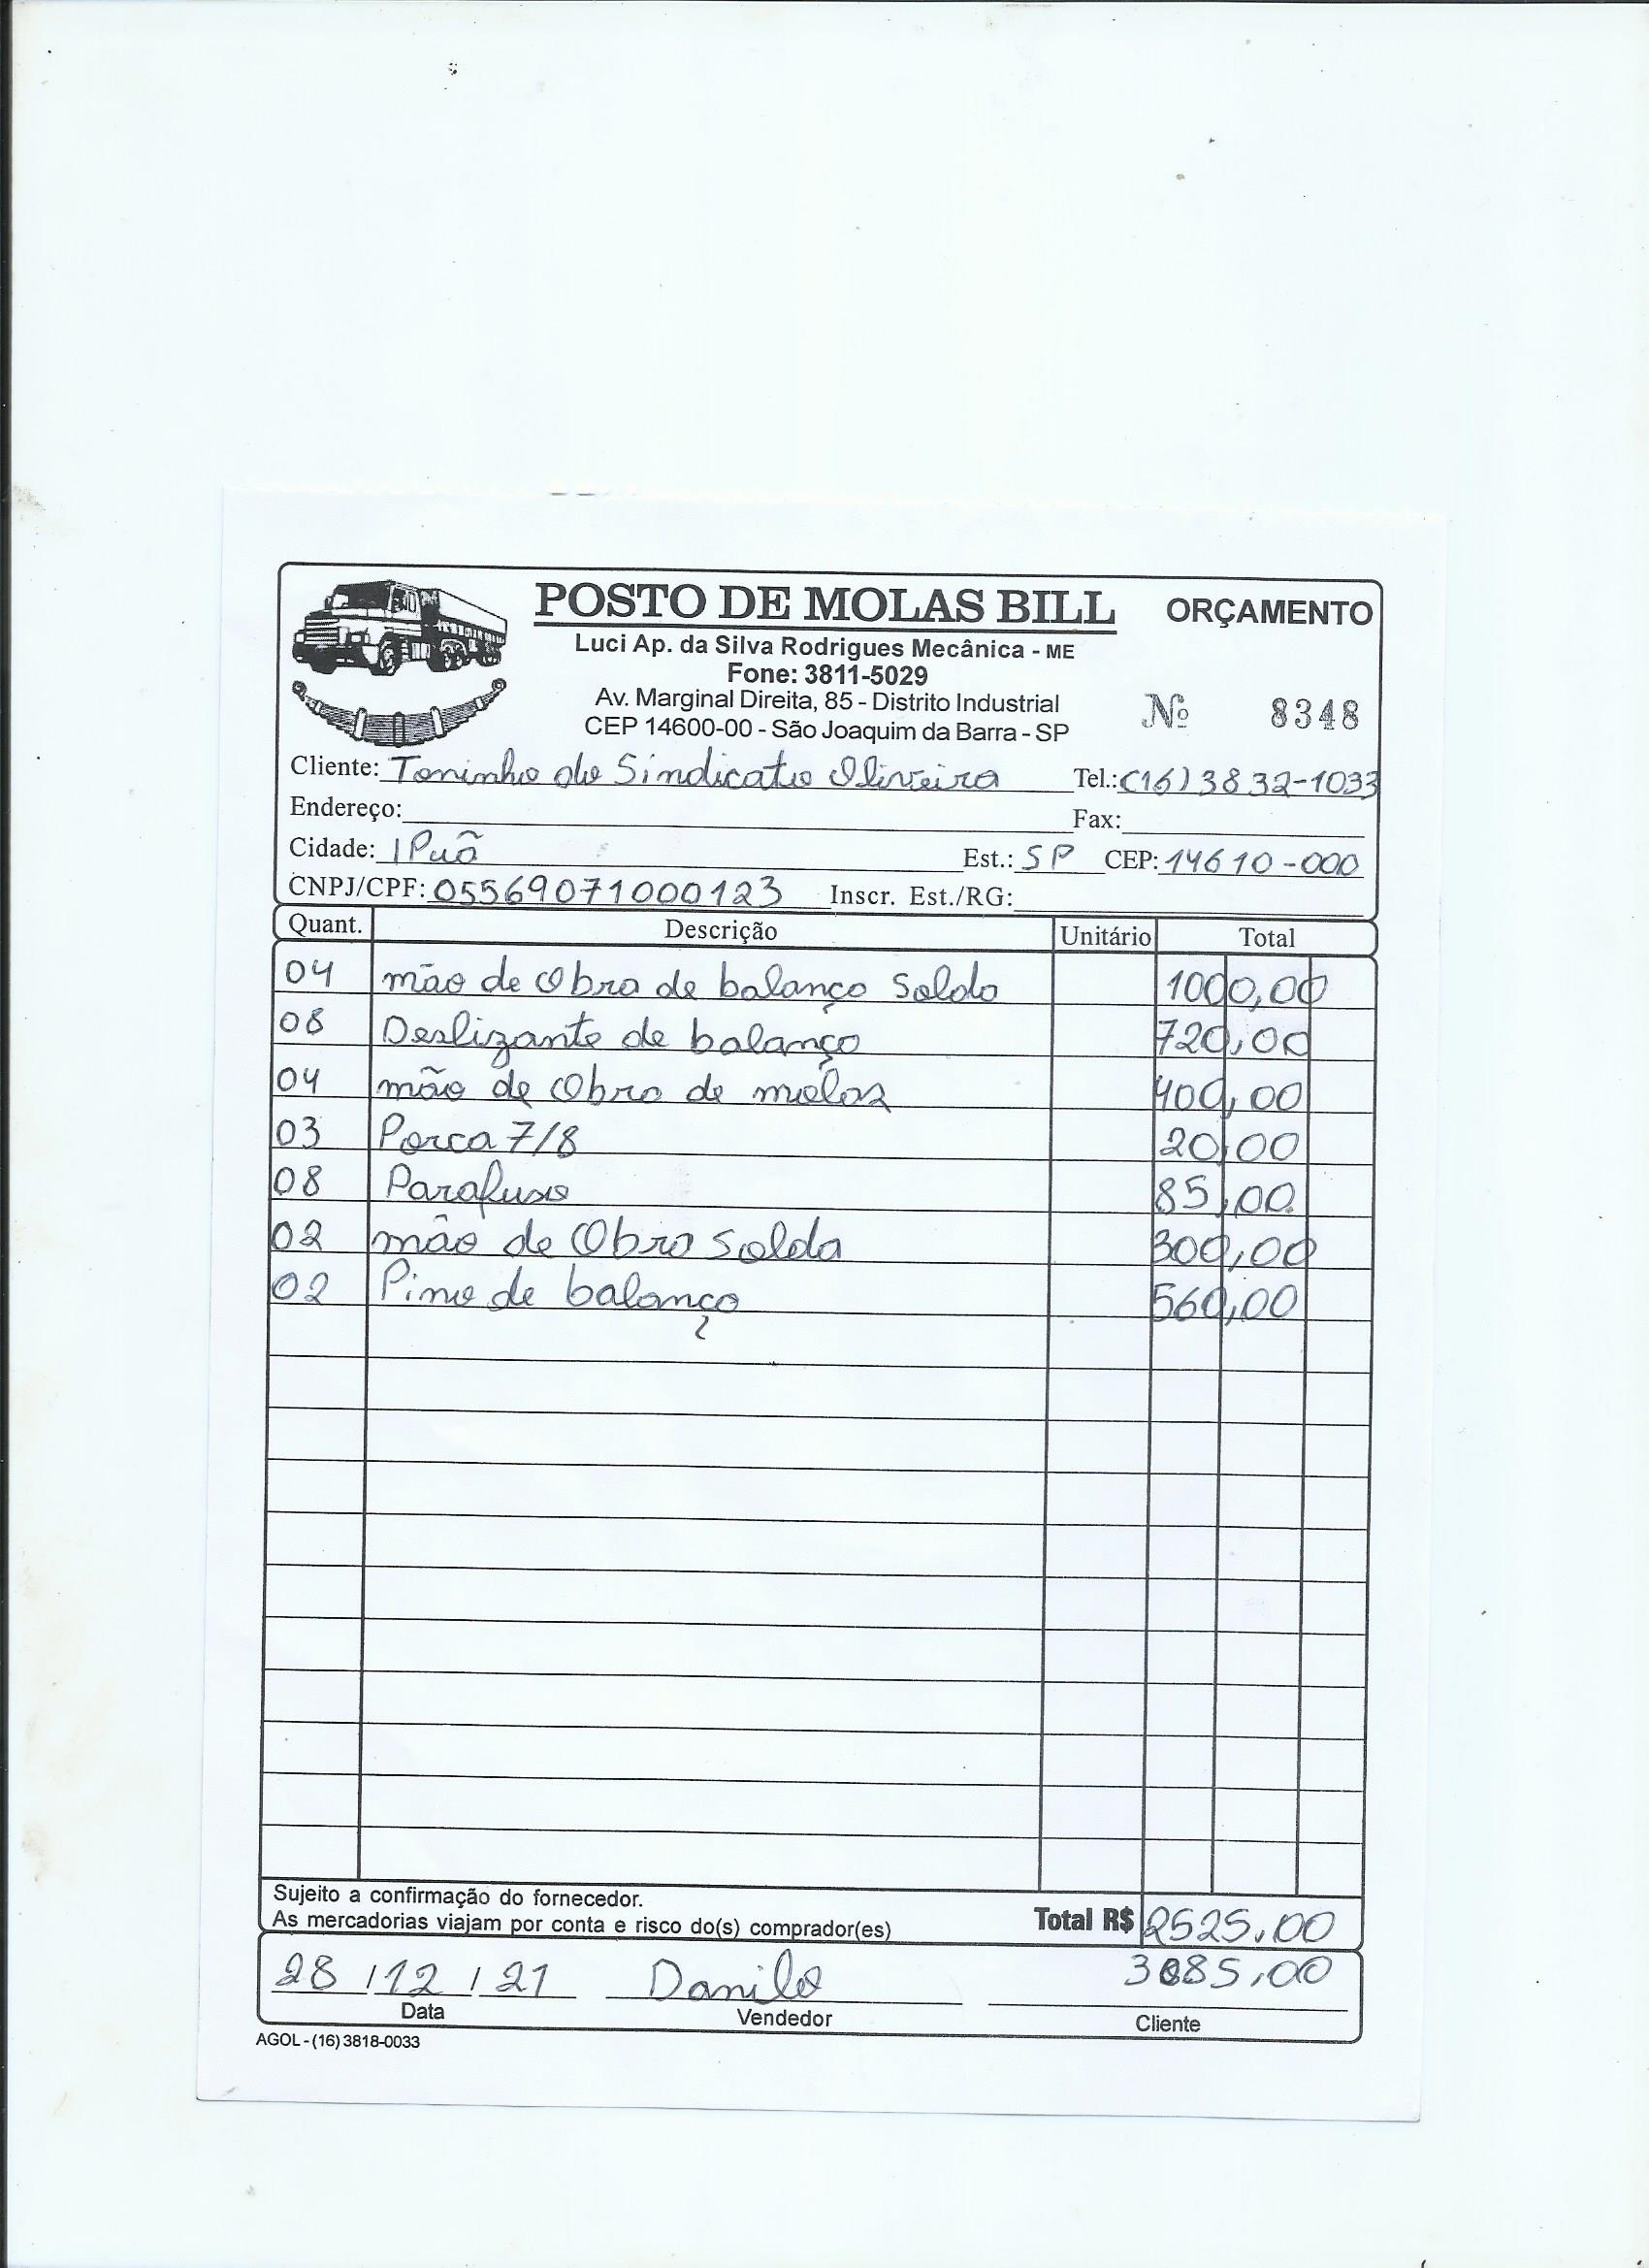 POSTO DE MOLAS BILL ORÇAMENTO
Luci Ap. da Silva Rodrigues Mecânica - ME
Fone: 3811-5029
Av. Marginal Direita, 85 - Distrito Industrial
CEP 14600-00 - São Joaquim da Barra - SP
Nº 8348
Cliente: Toninho do Sindicato Oliveira Tel.: (16) 3832-1033
Endereço: Fax:
Cidade: IPuã Est.: SP CEP: 14610-000
CNPJ/CPF: 05569071000123 Inscr. Est./RG:
Quant. Descrição Unitário Total
04 mão de Obra de balanço Solda 1000,00
08 Deslizante de balanço 720,00
04 mão de Obra de molas 400,00
03 Porca 7/8 20,00
08 Parafuso 85,00
02 mão de Obra Solda 300,00
02 Pino de balanço 560,00
Sujeito a confirmação do fornecedor.
As mercadorias viajam por conta e risco do(s) comprador(es)
Total R$ 2525,00
28/12/21 Danilo 3085,00
Data Vendedor Cliente
AGOL - (16) 3818-0033